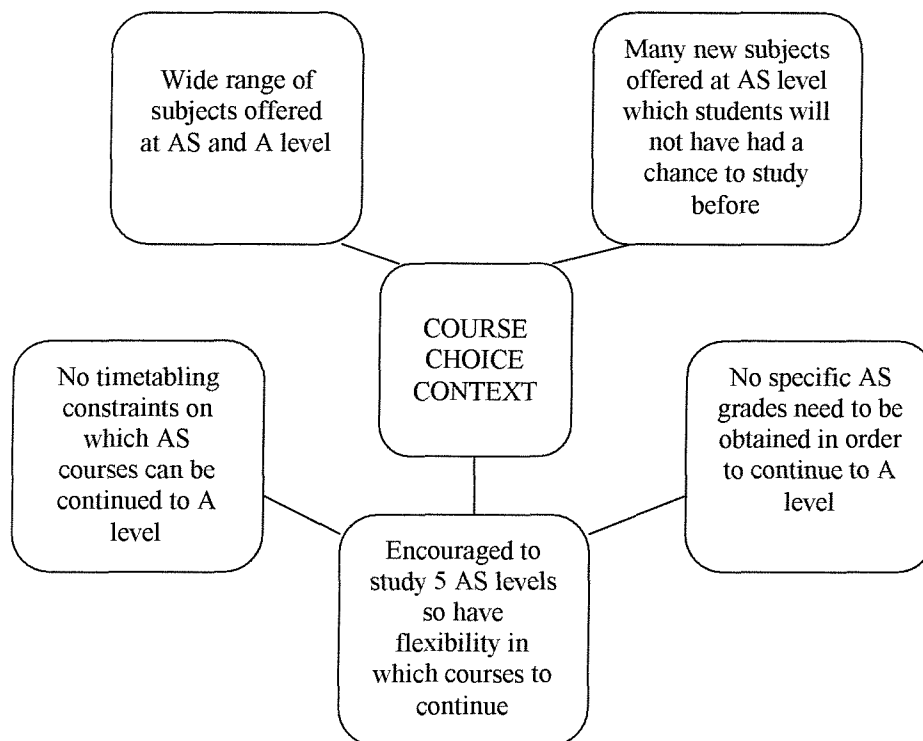 Wide range of
subjects offered
at AS and A level
Many new subjects
offered at AS level
which students will
not have had a
chance to study
before
COURSE
CHOICE
CONTEXT
No timetabling
constraints on
which AS
courses can be
continued to A
level
No specific AS
grades need to be
obtained in order
to continue to A
level
Encouraged to
study 5 AS levels
so have
flexibility in
which courses to
continue